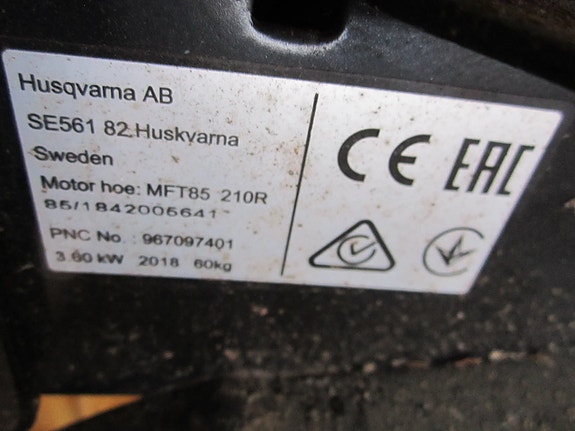 Husqvarna AB
SE561 82 Huskvarna
Sweden
Motor hoe: MFT85 210R
85/1842005641
PNC No. 967097401
3.60 kW 2018 60kg
CE EAC